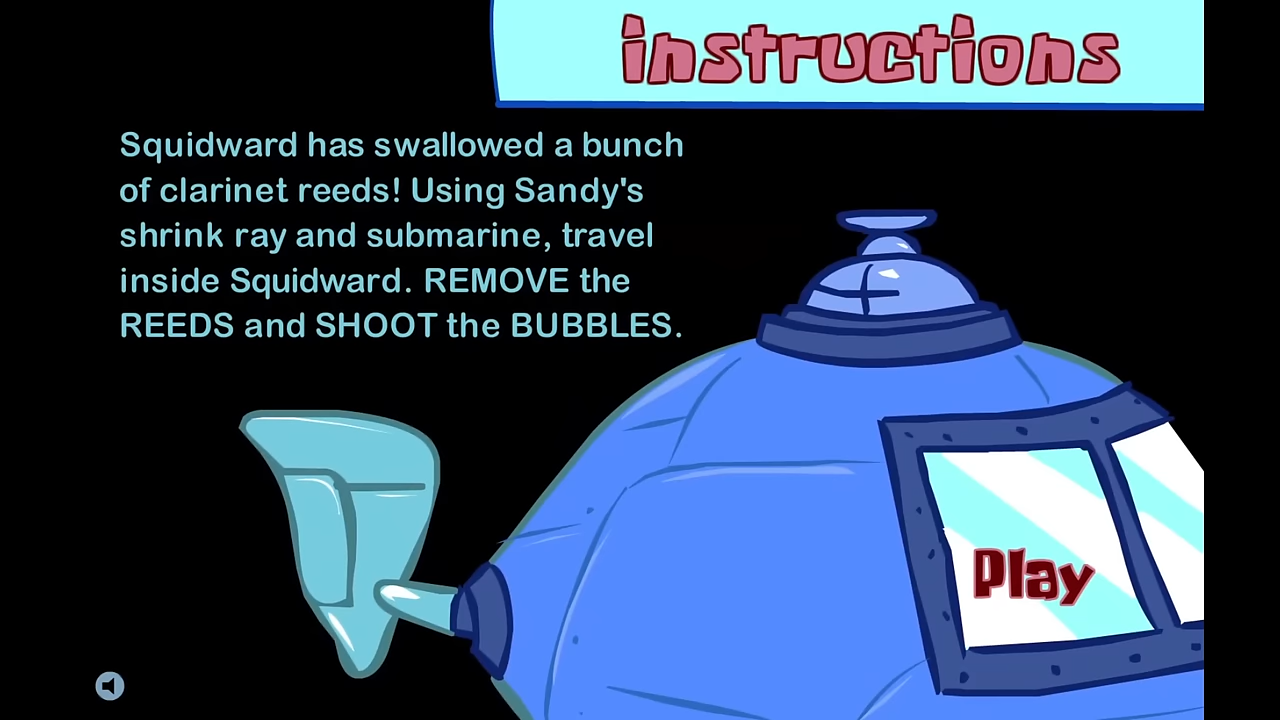 instructions
Squidward has swallowed a bunch
of clarinet reeds! Using Sandy's
shrink ray and submarine, travel
inside Squidward. REMOVE the
REEDS and SHOOT the BUBBLES.
Play